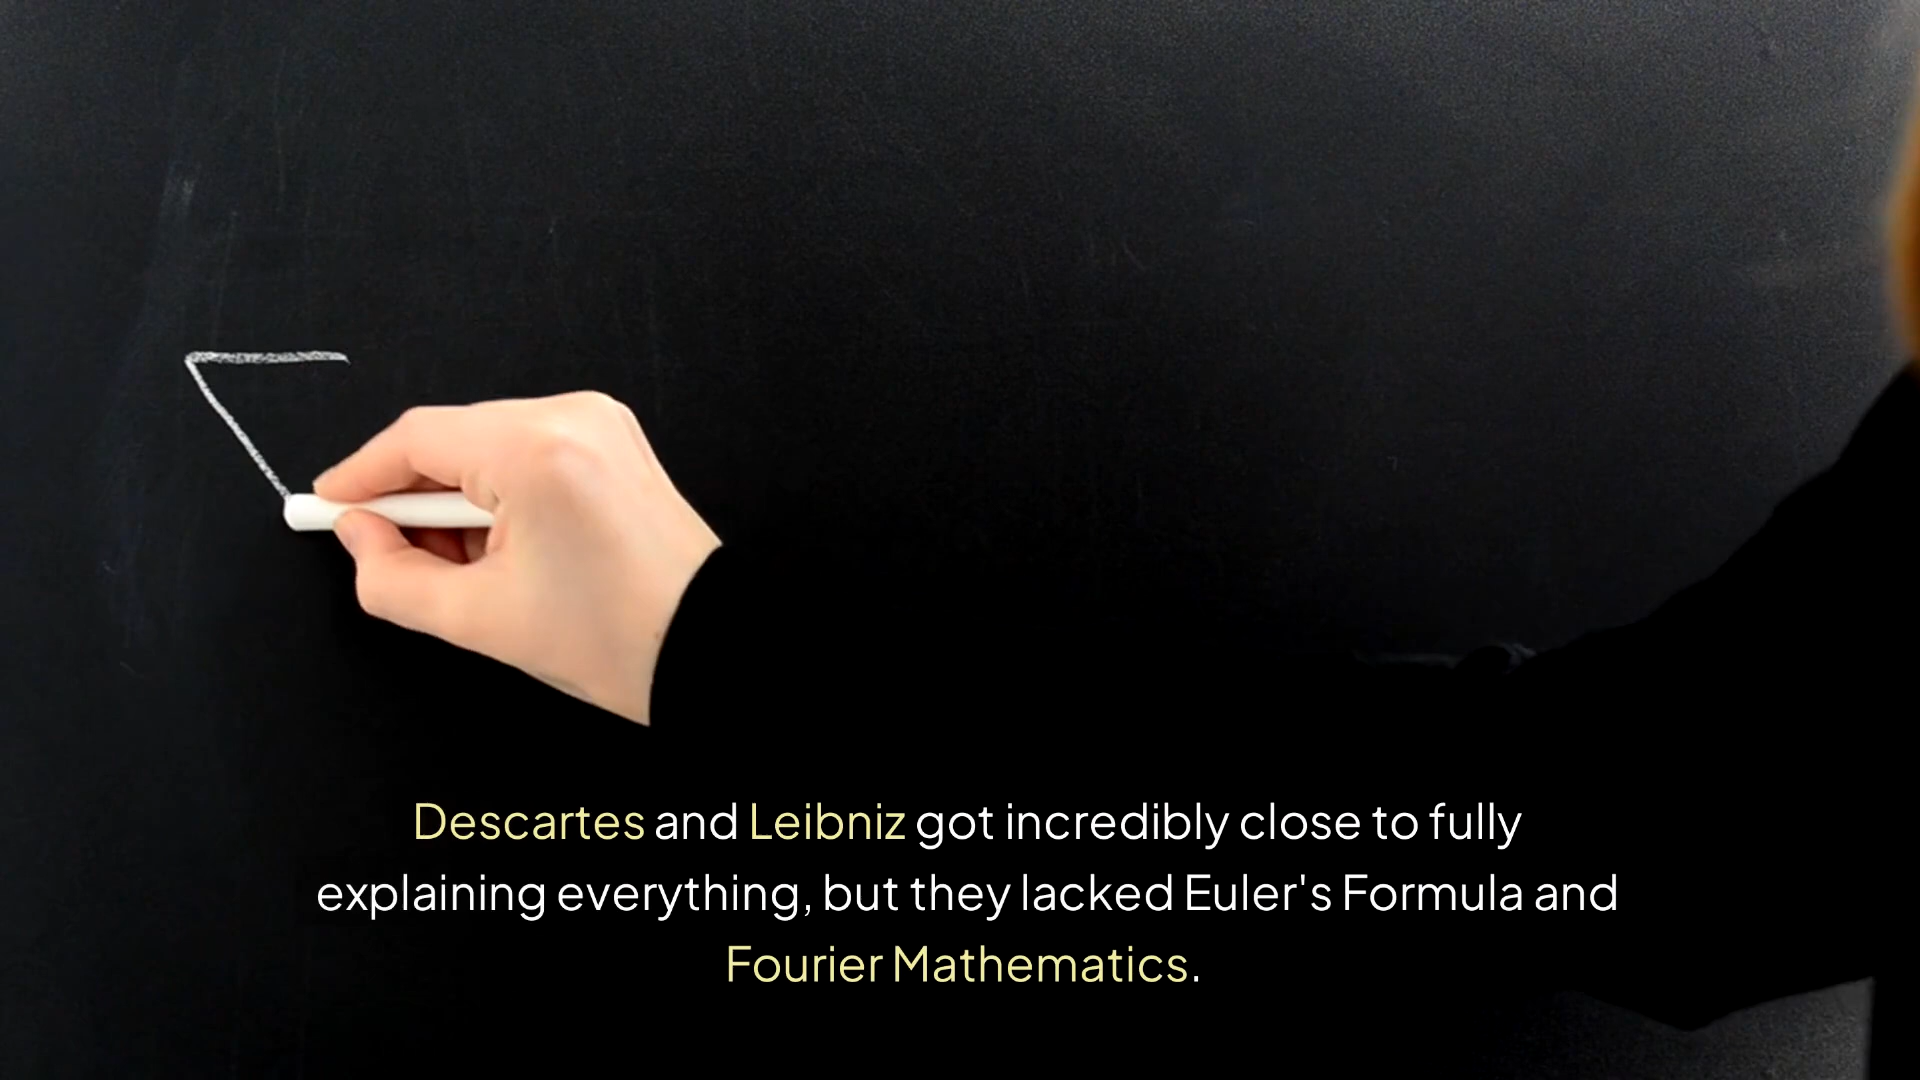 Descartes and Leibniz got incredibly close to fully
explaining everything, but they lacked Euler's Formula and
Fourier Mathematics.